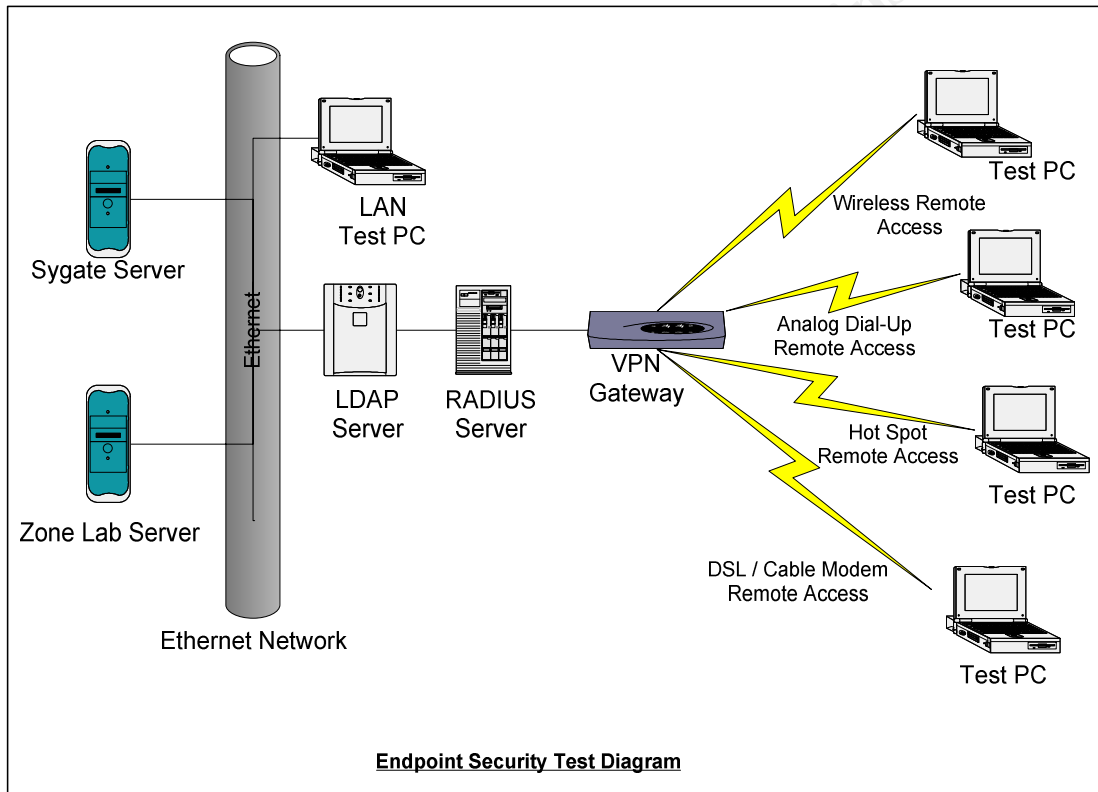 Sygate Server
Zone Lab Server
Ethernet
Ethernet Network
LAN
Test PC
LDAP
Server
RADIUS
Server
VPN
Gateway
Wireless Remote
Access
Test PC
Analog Dial-Up
Remote Access
Test PC
Hot Spot
Remote Access
Test PC
DSL / Cable Modem
Remote Access
Test PC
Endpoint Security Test Diagram